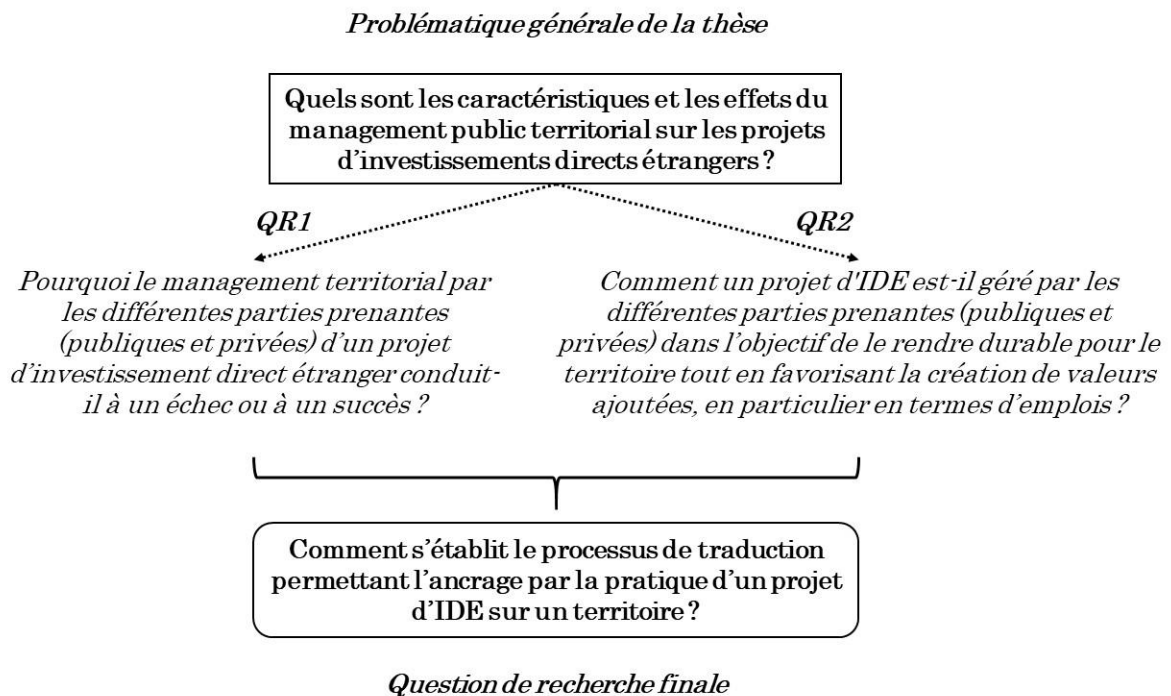 Problématique générale de la thèse
Quels sont les caractéristiques et les effets du
management public territorial sur les projets
d’investissements directs étrangers ?
QR1
QR2
Pourquoi le management territorial par
les différentes parties prenantes
(publiques et privées) d’un projet
d’investissement direct étranger conduit-
il à un échec ou à un succès ?
Comment un projet d'IDE est-il géré par les
différentes parties prenantes (publiques et
privées) dans l’objectif de le rendre durable pour le
territoire tout en favorisant la création de valeurs
ajoutées, en particulier en termes d’emplois ?
Comment s’établit le processus de traduction
permettant l’ancrage par la pratique d’un projet
d’IDE sur un territoire ?
Question de recherche finale